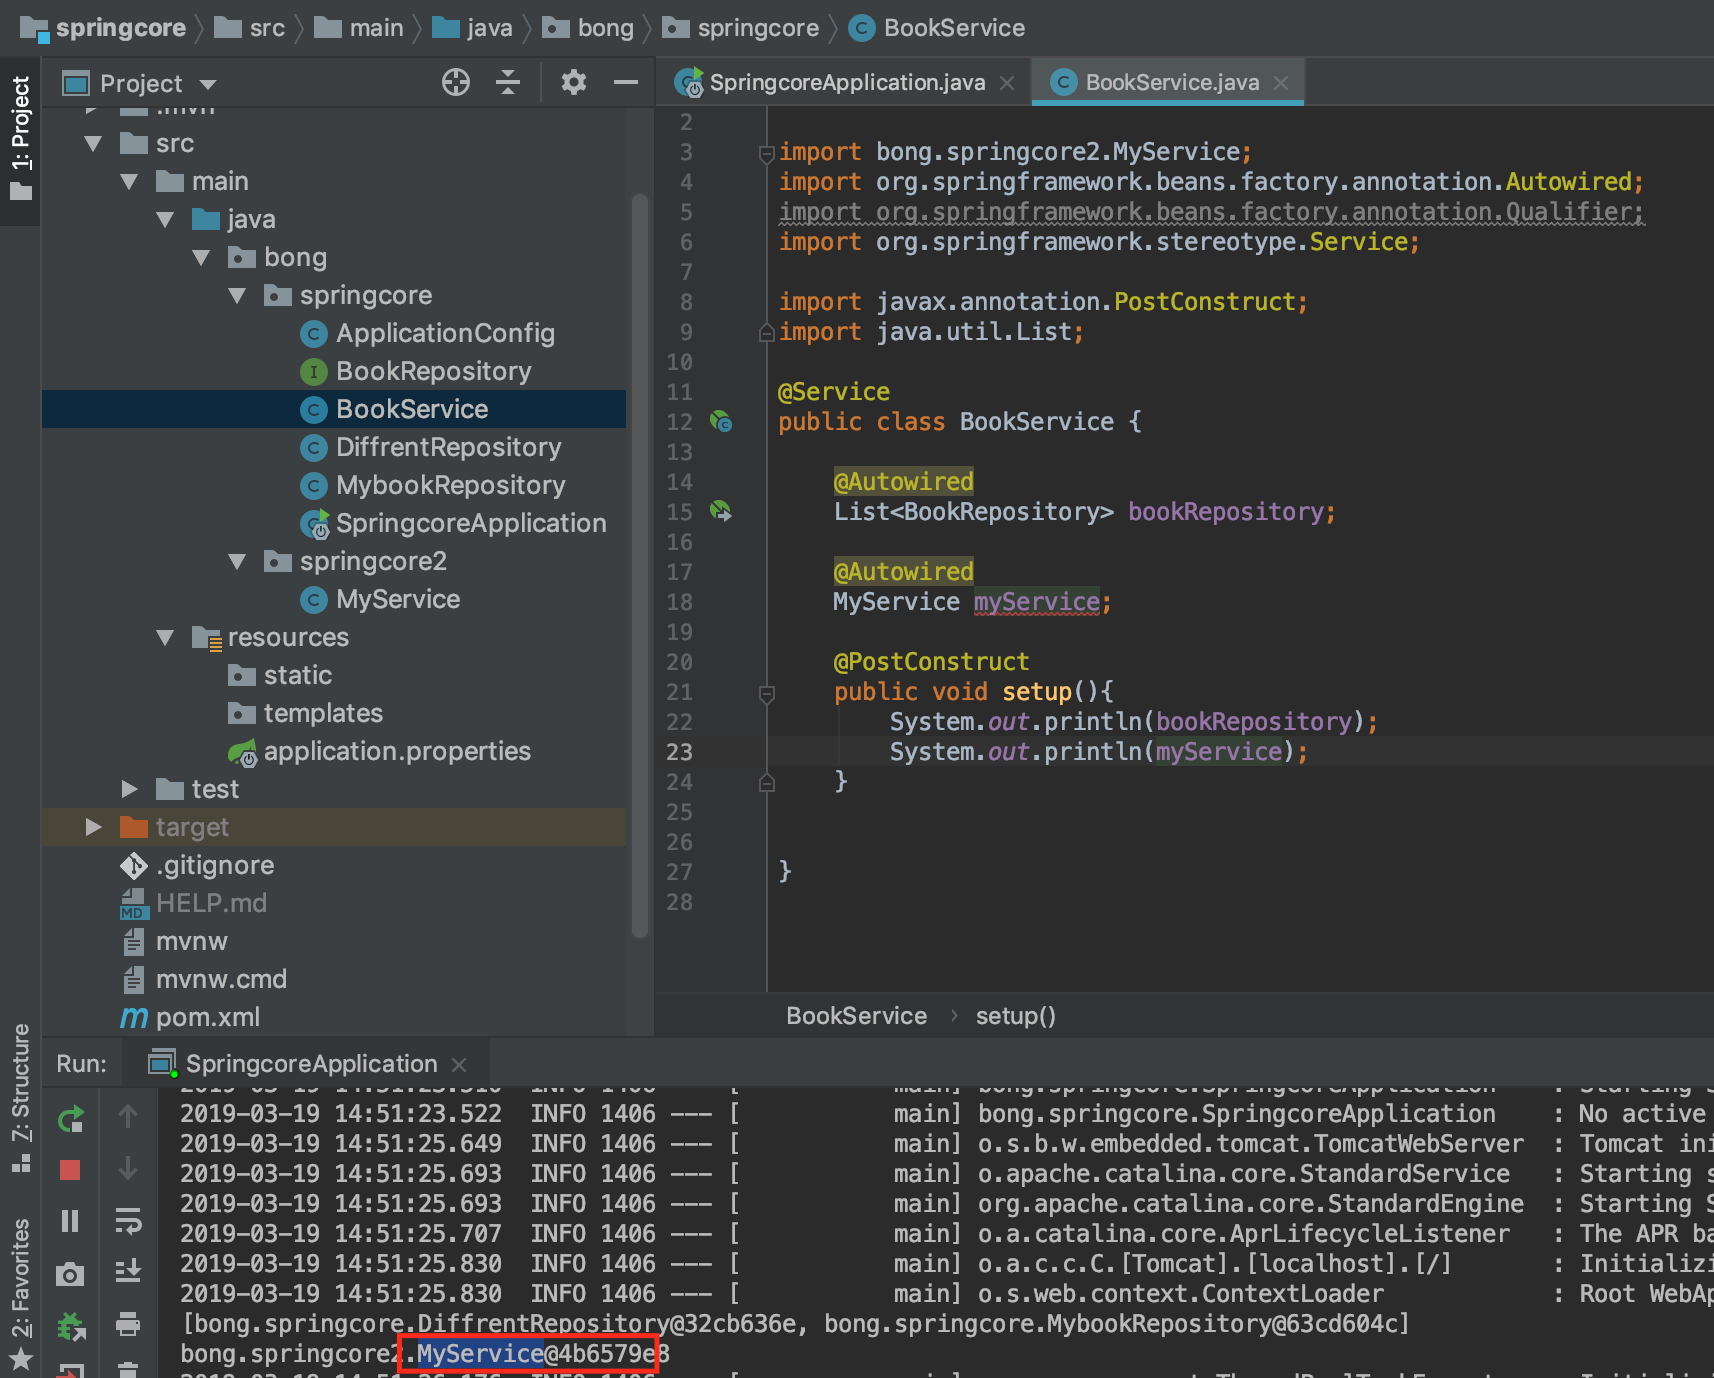 springcore src main java bong springcore BookService
1: Project
Project
SpringcoreApplication.java
BookService.java
.mvn
src
main
java
bong
springcore
ApplicationConfig
BookRepository
BookService
DiffrentRepository
MybookRepository
SpringcoreApplication
springcore2
MyService
resources
static
templates
application.properties
test
target
.gitignore
HELP.md
mvnw
mvnw.cmd
pom.xml
2
3 import bong.springcore2.MyService;
4 import org.springframework.beans.factory.annotation.Autowired;
5 import org.springframework.beans.factory.annotation.Qualifier;
6 import org.springframework.stereotype.Service;
7
8 import javax.annotation.PostConstruct;
9 import java.util.List;
10
11 @Service
12 public class BookService {
13
14 @Autowired
15 List<BookRepository> bookRepository;
16
17 @Autowired
18 MyService myService;
19
20 @PostConstruct
21 public void setup(){
22 System.out.println(bookRepository);
23 System.out.println(myService);
24 }
25
26
27 }
28
BookService › setup()
7: Structure
2: Favorites
Run: SpringcoreApplication
2019-03-19 14:51:23.522 INFO 1406 --- [ main] bong.springcore.SpringcoreApplication : No active
2019-03-19 14:51:25.649 INFO 1406 --- [ main] o.s.b.w.embedded.tomcat.TomcatWebServer : Tomcat ini
2019-03-19 14:51:25.693 INFO 1406 --- [ main] o.apache.catalina.core.StandardService : Starting s
2019-03-19 14:51:25.693 INFO 1406 --- [ main] org.apache.catalina.core.StandardEngine : Starting S
2019-03-19 14:51:25.707 INFO 1406 --- [ main] o.a.catalina.core.AprLifecycleListener : The APR ba
2019-03-19 14:51:25.830 INFO 1406 --- [ main] o.a.c.c.C.[Tomcat].[localhost].[/] : Initializi
2019-03-19 14:51:25.830 INFO 1406 --- [ main] o.s.web.context.ContextLoader : Root WebAp
[bong.springcore.DiffrentRepository@32cb636e, bong.springcore.MybookRepository@63cd604c]
bong.springcore2.MyService@4b6579e8